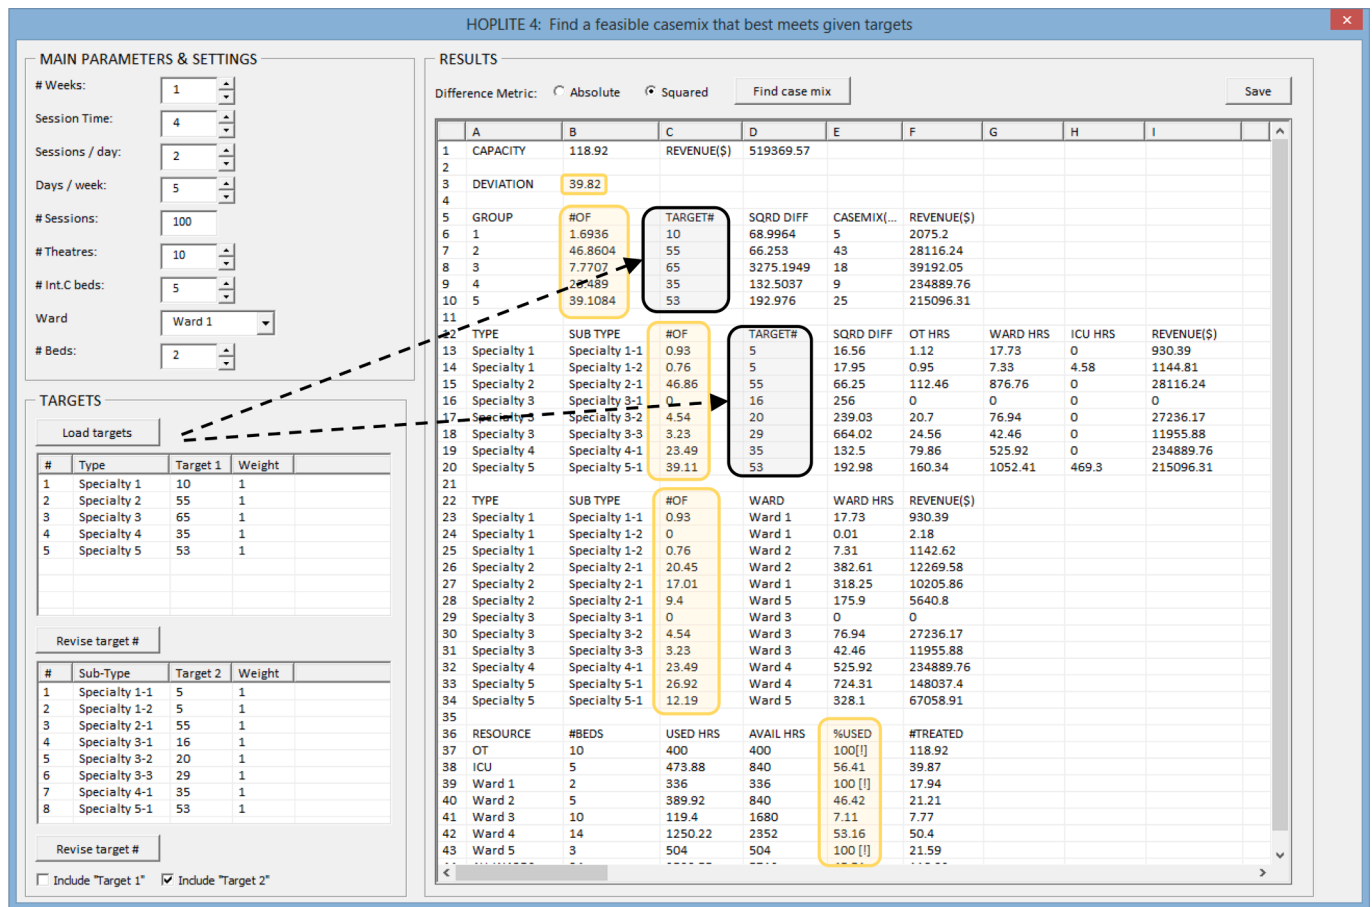 HOPLITE 4: Find a feasible casemix that best meets given targets
MAIN PARAMETERS & SETTINGS
# Weeks: 1
Session Time: 4
Sessions / day: 2
Days / week: 5
# Sessions: 100
# Theatres: 10
# Int.C beds: 5
Ward Ward 1
# Beds: 2
TARGETS
Load targets
# Type Target 1 Weight
1 Specialty 1 10 1
2 Specialty 2 55 1
3 Specialty 3 65 1
4 Specialty 4 35 1
5 Specialty 5 53 1
Revise target #
# Sub-Type Target 2 Weight
1 Specialty 1-1 5 1
2 Specialty 1-2 5 1
3 Specialty 2-1 55 1
4 Specialty 3-1 16 1
5 Specialty 3-2 20 1
6 Specialty 3-3 29 1
7 Specialty 4-1 35 1
8 Specialty 5-1 53 1
Revise target #
Include "Target 1" Include "Target 2"
RESULTS
Difference Metric: Absolute Squared Find case mix Save
A B C D E F G H I
1 CAPACITY 118.92 REVENUE($) 519369.57
2
3 DEVIATION 39.82
4
5 GROUP #OF TARGET# SQRD DIFF CASEMIX(... REVENUE($)
6 1 1.6936 10 68.9964 5 2075.2
7 2 46.8604 55 66.253 43 28116.24
8 3 7.7707 65 3275.1949 18 39192.05
9 4 23.489 35 132.5037 9 234889.76
10 5 39.1084 53 192.976 25 215096.31
11
12 TYPE SUB TYPE #OF TARGET# SQRD DIFF OT HRS WARD HRS ICU HRS REVENUE($)
13 Specialty 1 Specialty 1-1 0.93 5 16.56 1.12 17.73 0 930.39
14 Specialty 1 Specialty 1-2 0.76 5 17.95 0.95 7.33 4.58 1144.81
15 Specialty 2 Specialty 2-1 46.86 55 66.25 112.46 876.76 0 28116.24
16 Specialty 3 Specialty 3-1 0 16 256 0 0 0 0
17 Specialty 3 Specialty 3-2 4.54 20 239.03 20.7 76.94 0 27236.17
18 Specialty 3 Specialty 3-3 3.23 29 664.02 24.56 42.46 0 11955.88
19 Specialty 4 Specialty 4-1 23.49 35 132.5 79.86 525.92 0 234889.76
20 Specialty 5 Specialty 5-1 39.11 53 192.98 160.34 1052.41 469.3 215096.31
21
22 TYPE SUB TYPE #OF WARD WARD HRS REVENUE($)
23 Specialty 1 Specialty 1-1 0.93 Ward 1 17.73 930.39
24 Specialty 1 Specialty 1-2 0 Ward 1 0.01 2.18
25 Specialty 1 Specialty 1-2 0.76 Ward 2 7.31 1142.62
26 Specialty 2 Specialty 2-1 20.45 Ward 2 382.61 12269.58
27 Specialty 2 Specialty 2-1 17.01 Ward 1 318.25 10205.86
28 Specialty 2 Specialty 2-1 9.4 Ward 5 175.9 5640.8
29 Specialty 3 Specialty 3-1 0 Ward 3 0 0
30 Specialty 3 Specialty 3-2 4.54 Ward 3 76.94 27236.17
31 Specialty 3 Specialty 3-3 3.23 Ward 3 42.46 11955.88
32 Specialty 4 Specialty 4-1 23.49 Ward 4 525.92 234889.76
33 Specialty 5 Specialty 5-1 26.92 Ward 4 724.31 148037.4
34 Specialty 5 Specialty 5-1 12.19 Ward 5 328.1 67058.91
35
36 RESOURCE #BEDS USED HRS AVAIL HRS %USED #TREATED
37 OT 10 400 400 100[!] 118.92
38 ICU 5 473.88 840 56.41 39.87
39 Ward 1 2 336 336 100 [!] 17.94
40 Ward 2 5 389.92 840 46.42 21.21
41 Ward 3 10 119.4 1680 7.11 7.77
42 Ward 4 14 1250.22 2352 53.16 50.4
43 Ward 5 3 504 504 100 [!] 21.59